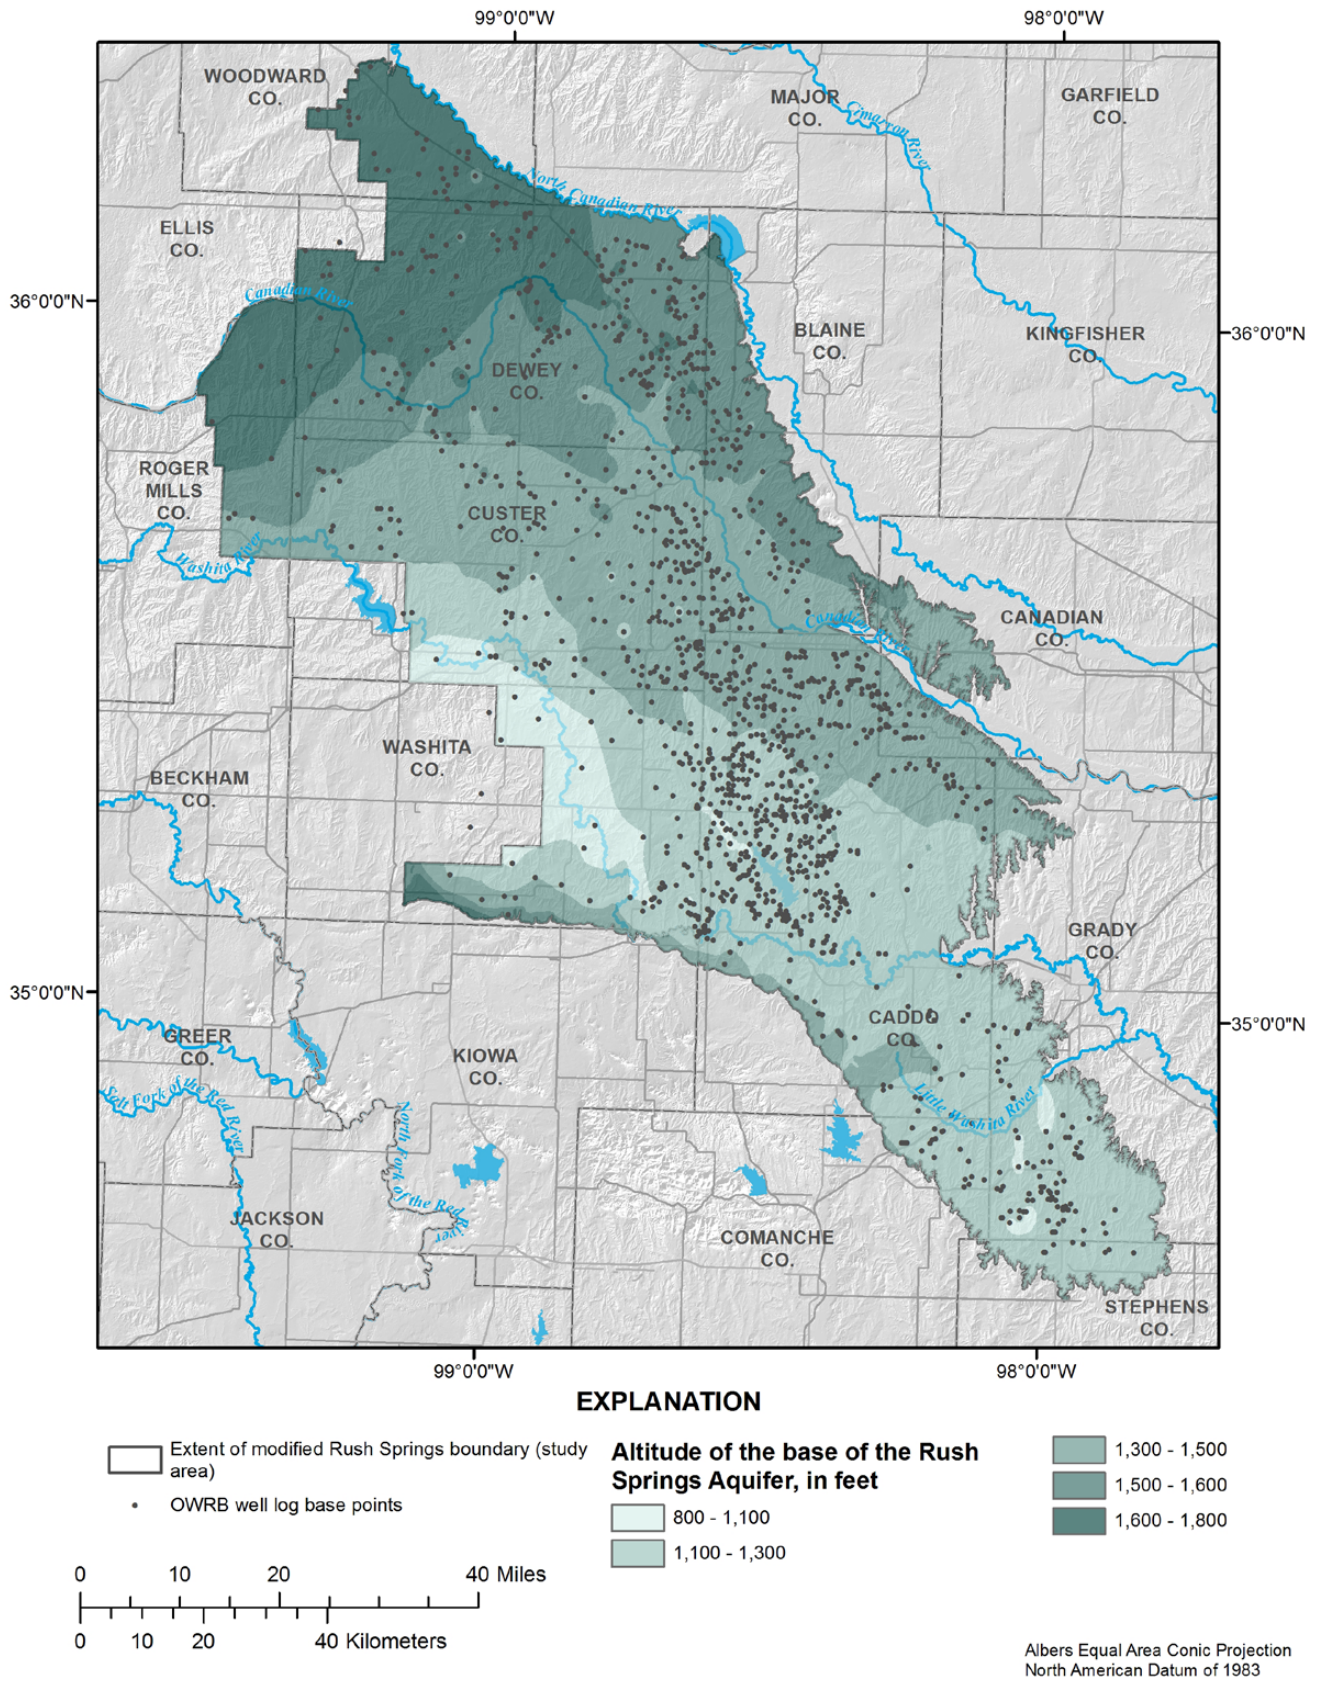 99°0'0"W
98°0'0"W
WOODWARD
CO.
MAJOR
CO.
GARFIELD
CO.
Cimarron River
North Canadian River
ELLIS
CO.
Canadian River
36°0'0"N
36°0'0"N
BLAINE
CO.
KINGFISHER
CO.
DEWEY
CO.
ROGER
MILLS
CO.
CUSTER
CO.
Washita River
Canadian River
CANADIAN
CO.
WASHITA
CO.
BECKHAM
CO.
GRADY
CO.
35°0'0"N
35°0'0"N
CADDO
CO.
GREER
CO.
KIOWA
CO.
Little Washita River
Salt Fork of the Red River
North Fork of the Red River
JACKSON
CO.
COMANCHE
CO.
STEPHENS
CO.
99°0'0"W
98°0'0"W
EXPLANATION
Extent of modified Rush Springs boundary (study
area)
OWRB well log base points
Altitude of the base of the Rush
Springs Aquifer, in feet
800 - 1,100
1,100 - 1,300
1,300 - 1,500
1,500 - 1,600
1,600 - 1,800
0 10 20 40 Miles
0 10 20 40 Kilometers
Albers Equal Area Conic Projection
North American Datum of 1983